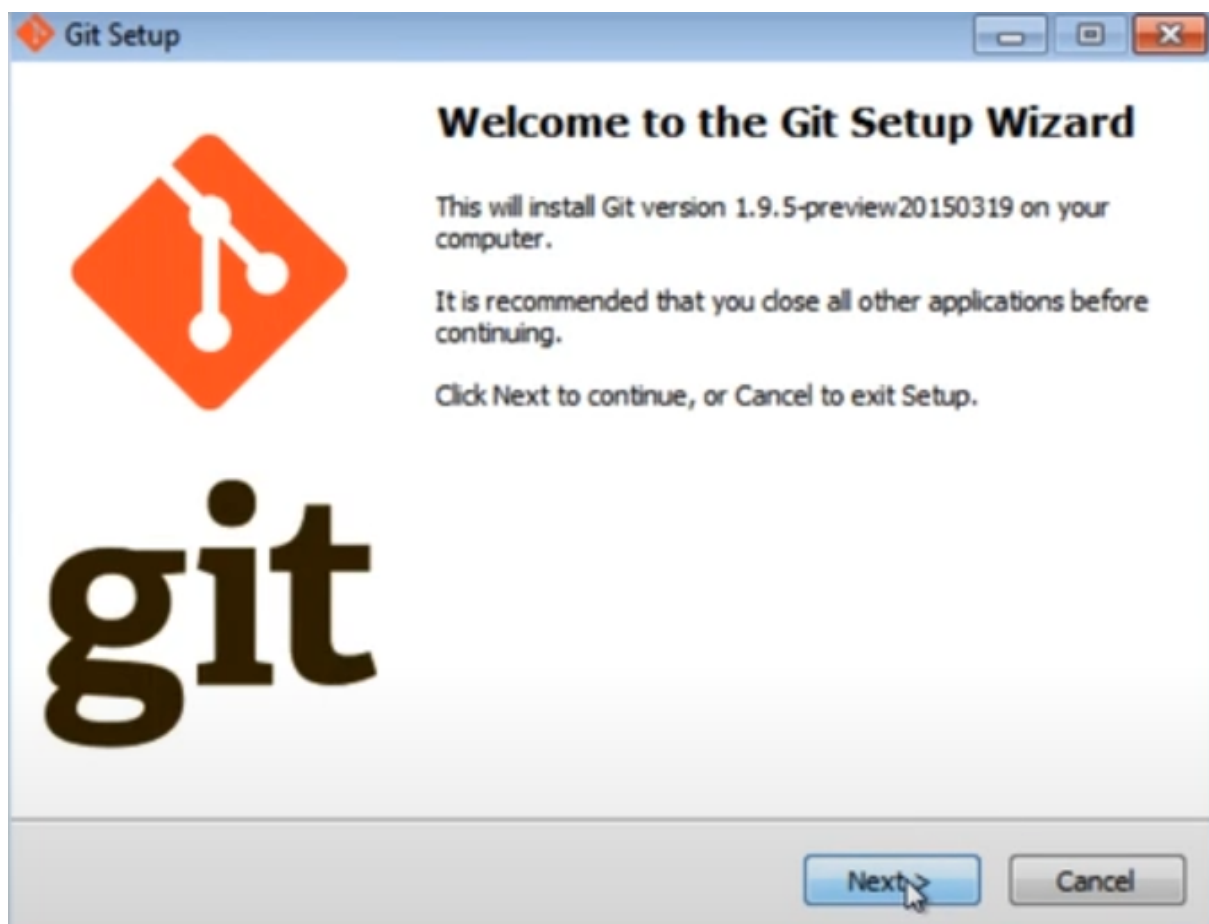 Git Setup
Welcome to the Git Setup Wizard
This will install Git version 1.9.5-preview20150319 on your
computer.
It is recommended that you close all other applications before
continuing.
Click Next to continue, or Cancel to exit Setup.
git
Next >
Cancel